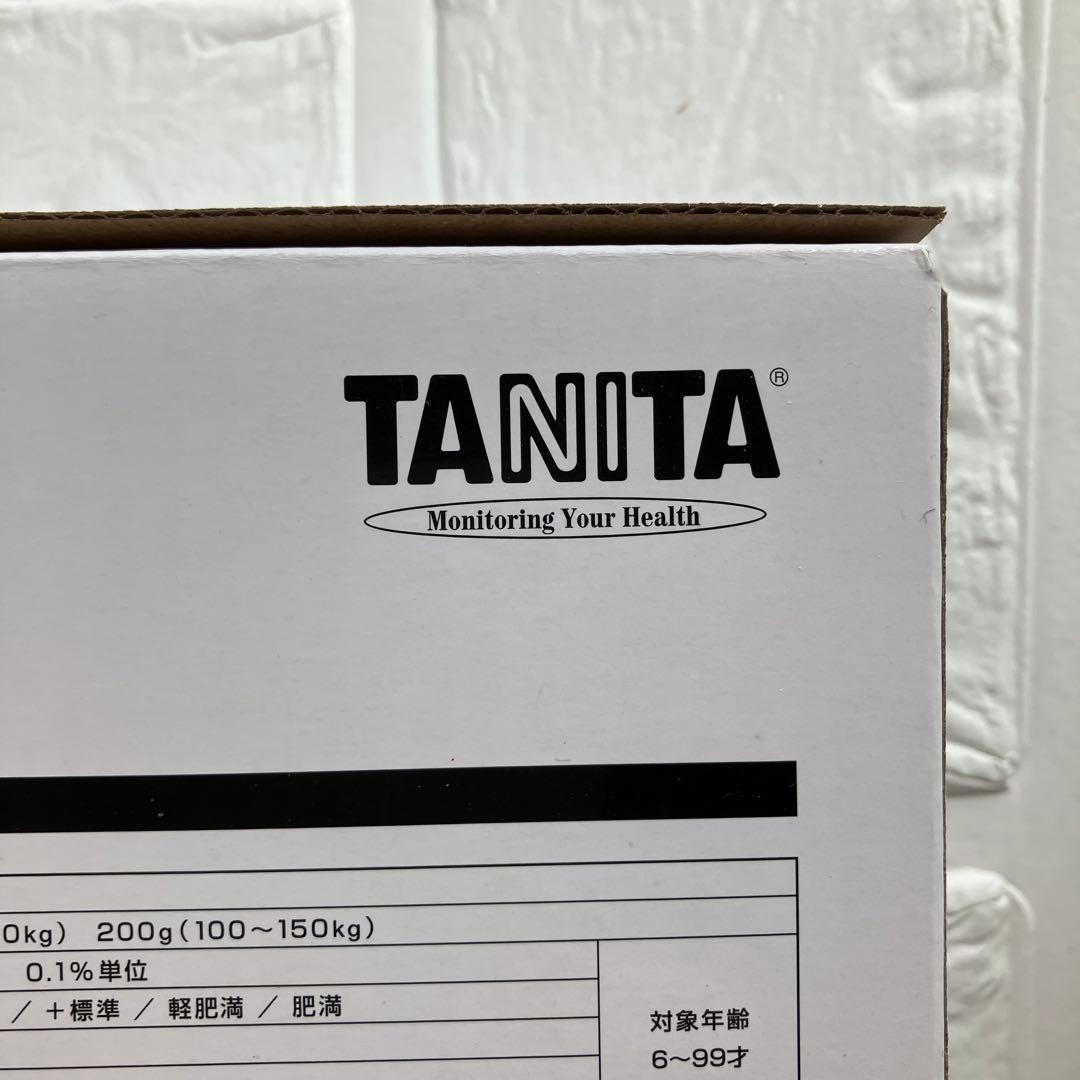 TANITA®
Monitoring Your Health
0kg) 200g(100～150kg)
0.1%単位
/ +標準 / 軽肥満 / 肥満
対象年齢
6～99才